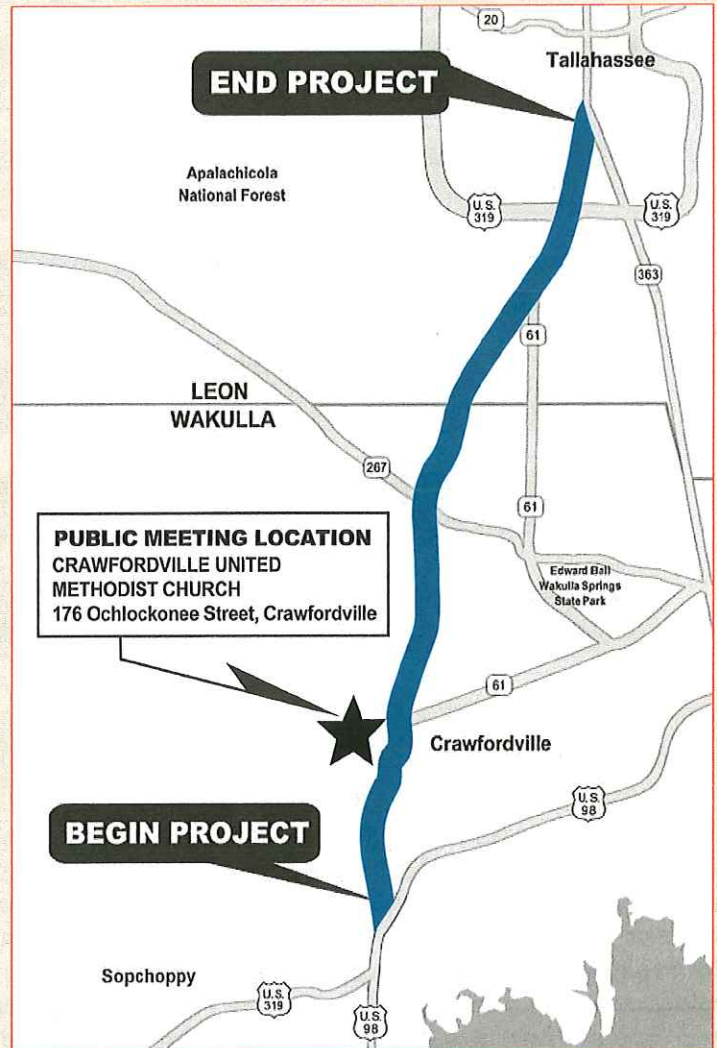 20
Tallahassee
END PROJECT
Apalachicola
National Forest
U.S.
319
U.S.
319
363
61
LEON
WAKULLA
267
61
PUBLIC MEETING LOCATION
CRAWFORDVILLE UNITED
METHODIST CHURCH
176 Ochlockonee Street, Crawfordville
Edward Ball
Wakulla Springs
State Park
61
Crawfordville
U.S.
98
BEGIN PROJECT
Sopchoppy
U.S.
319
U.S.
98